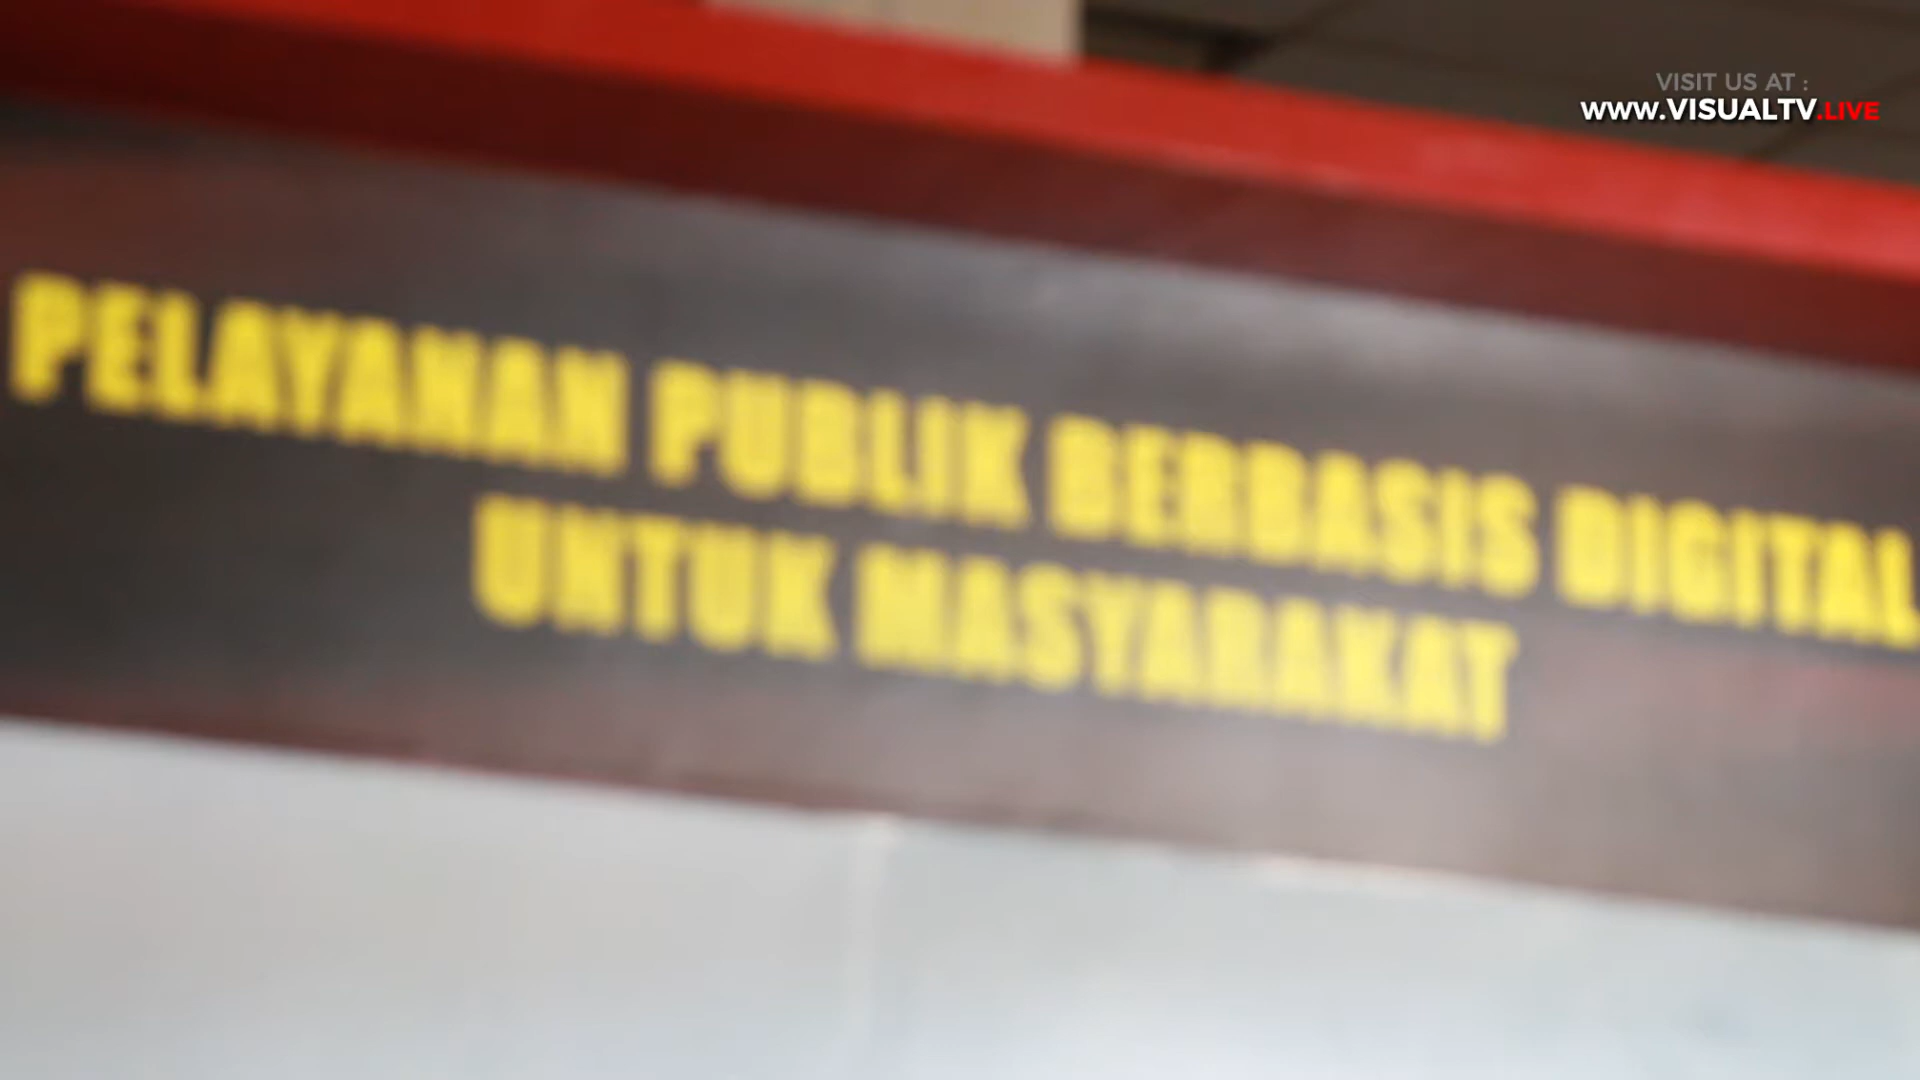 VISIT US AT :
WWW.VISUALTV.LIVE
PELAYANAN PUBLIK BERBASIS DIGITAL
UNTUK MASYARAKAT